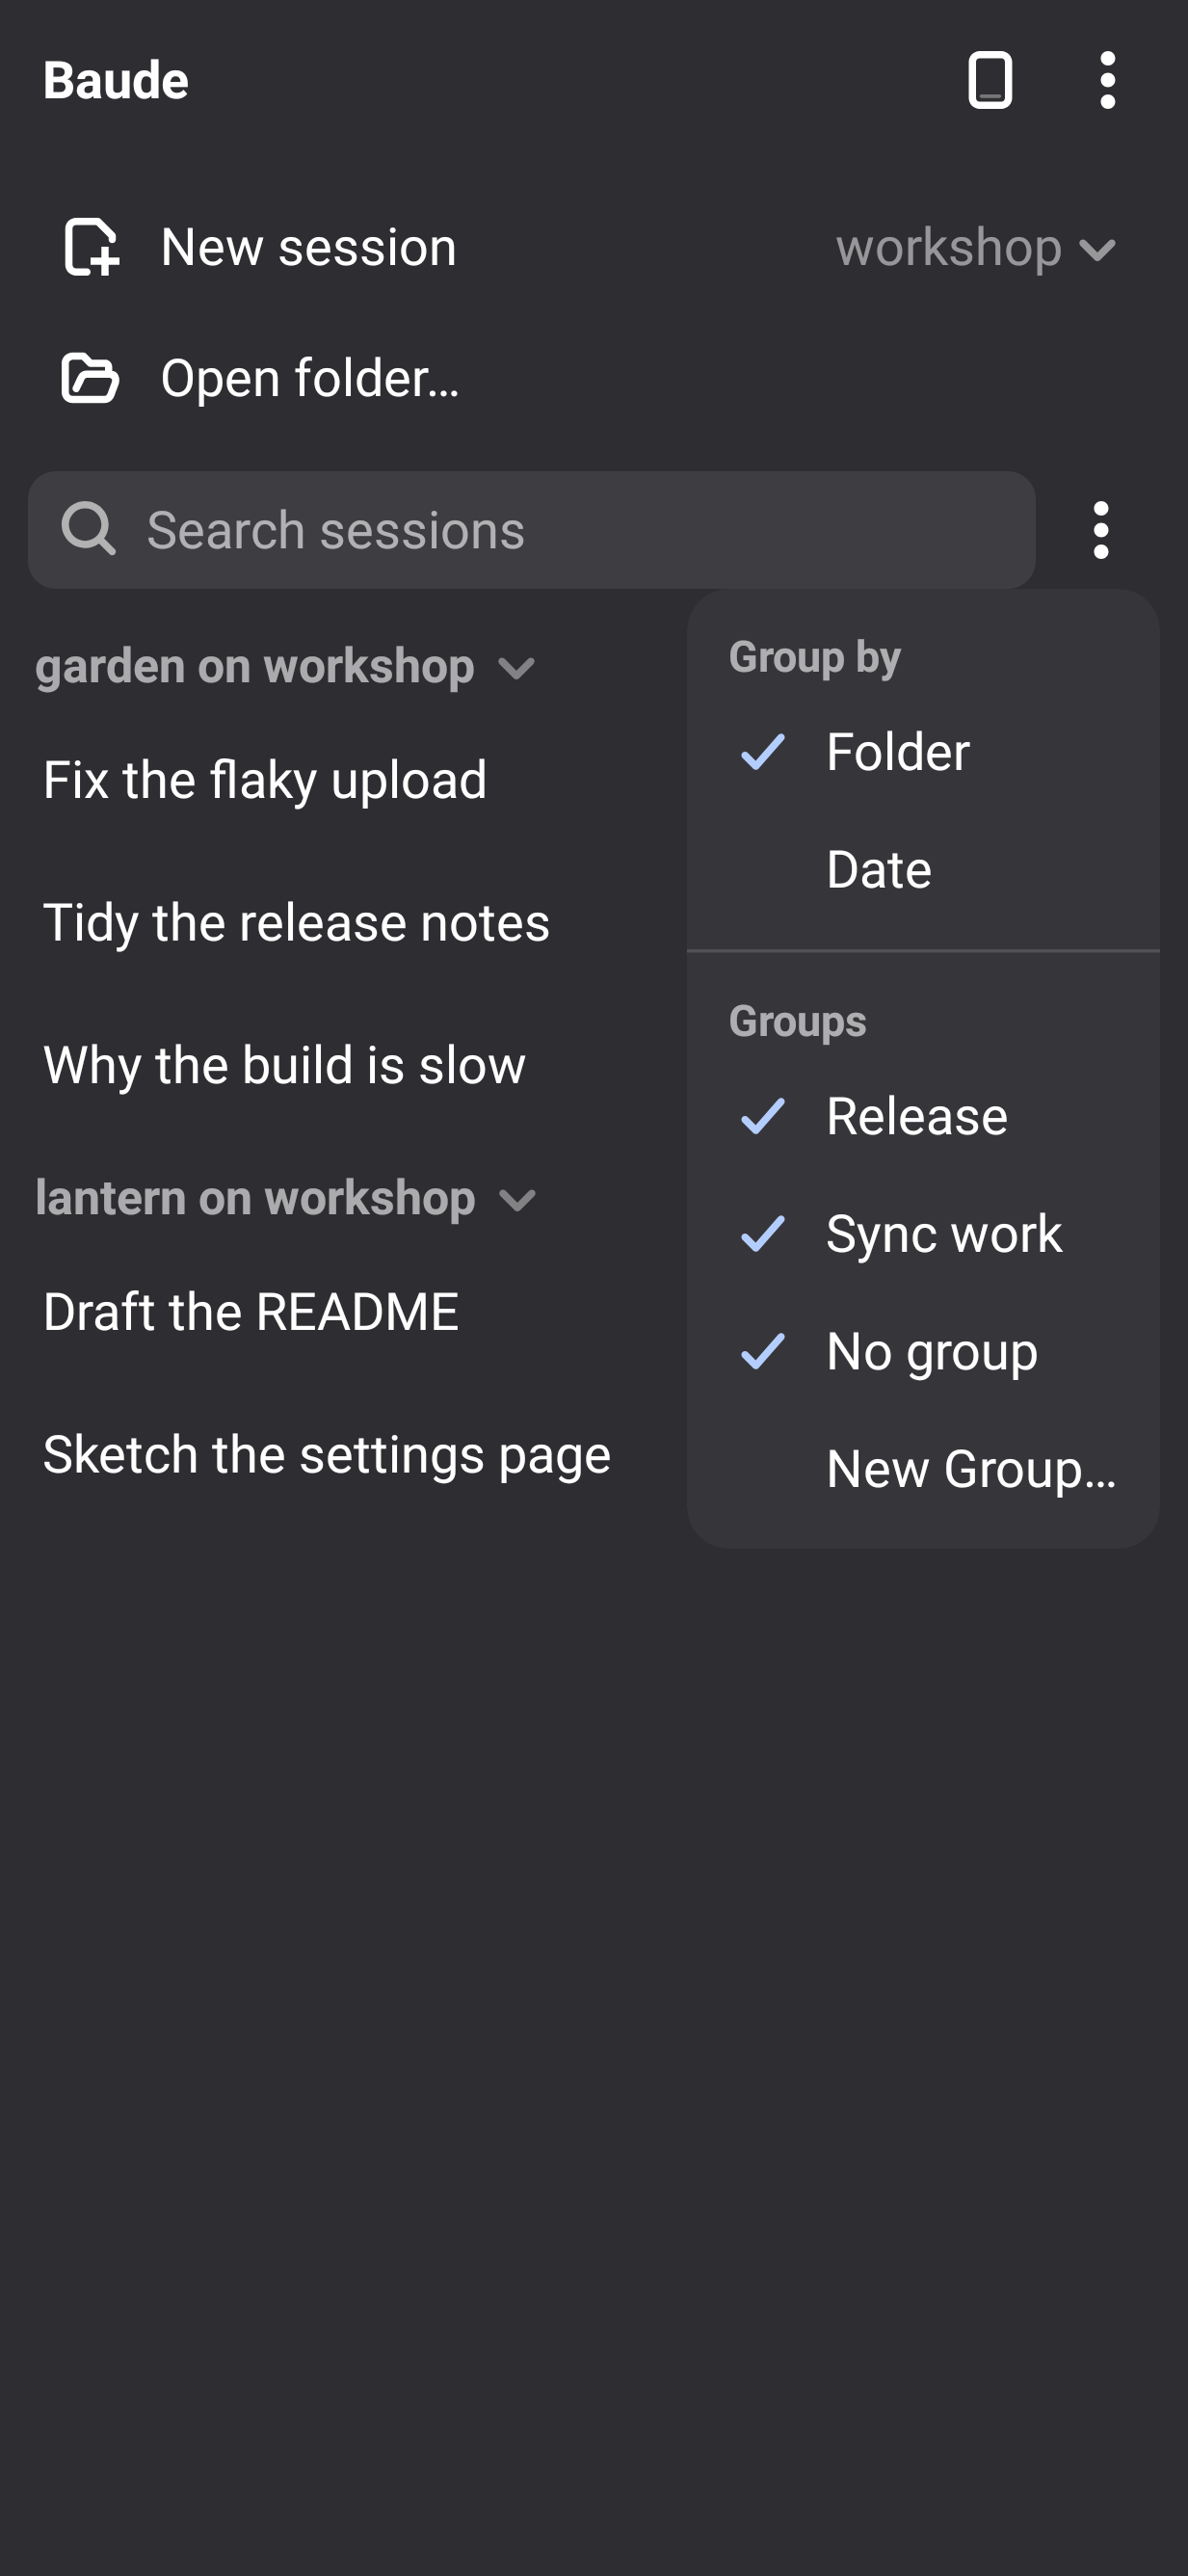 Baude
New session
workshop
Open folder…
Search sessions
garden on workshop
Fix the flaky upload
Tidy the release notes
Why the build is slow
lantern on workshop
Draft the README
Sketch the settings page
Group by
Folder
Date
Groups
Release
Sync work
No group
New Group…